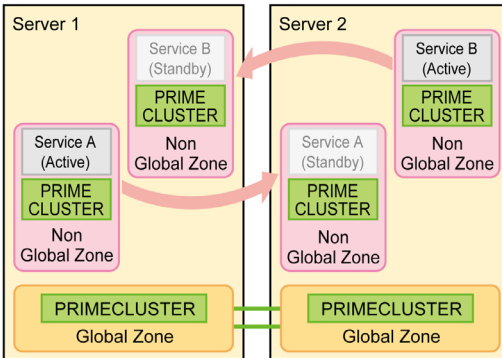 Server 1
Service B
(Standby)
PRIME
CLUSTER
Non
Global Zone
Service A
(Active)
PRIME
CLUSTER
Non
Global Zone
PRIMECLUSTER
Global Zone
Server 2
Service B
(Active)
PRIME
CLUSTER
Non
Global Zone
Service A
(Standby)
PRIME
CLUSTER
Non
Global Zone
PRIMECLUSTER
Global Zone